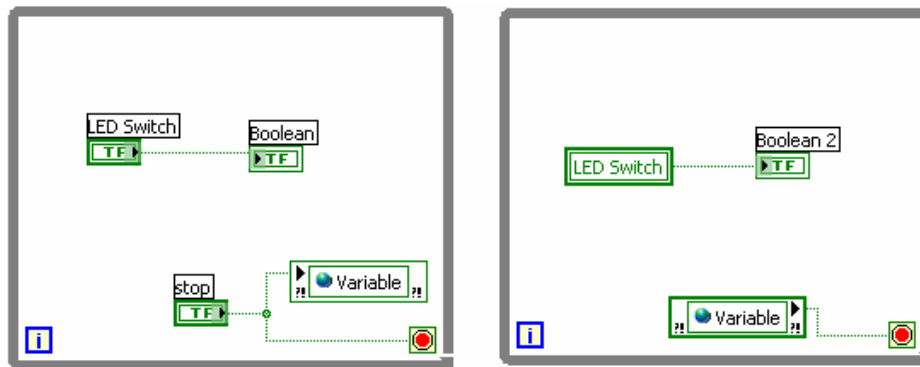 LED Switch
TF
Boolean
TF
stop
TF
?!
Variable
?!
i
LED Switch
Boolean 2
TF
?!
Variable
?!
i